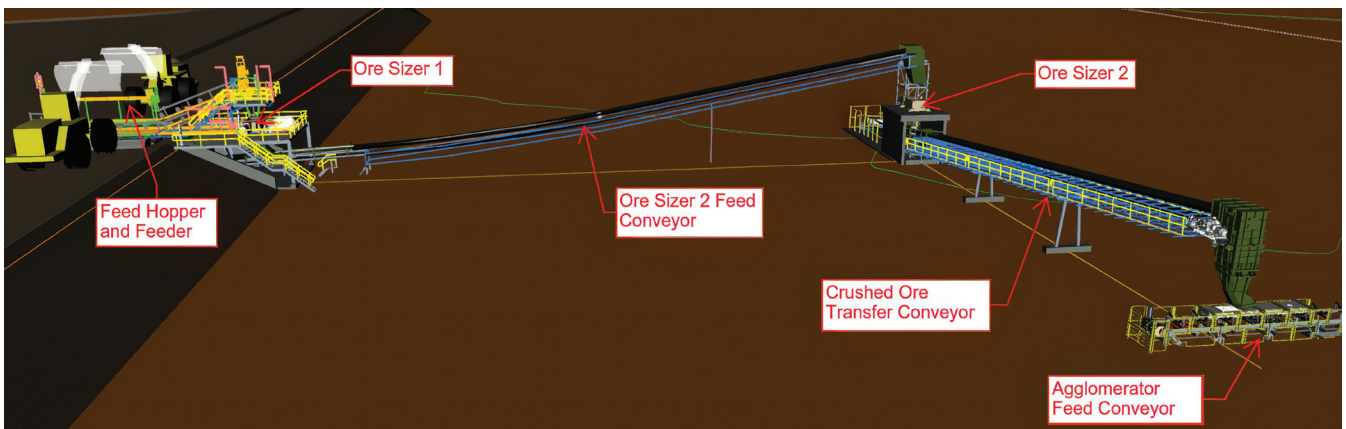 Ore Sizer 1
Ore Sizer 2
Feed Hopper
and Feeder
Ore Sizer 2 Feed
Conveyor
Crushed Ore
Transfer Conveyor
Agglomerator
Feed Conveyor